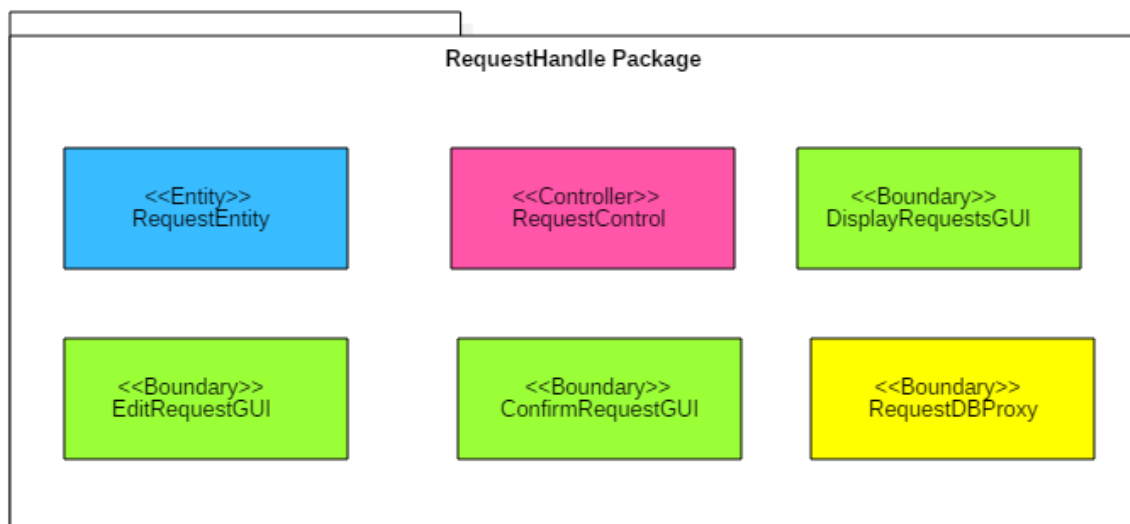 RequestHandle Package
<<Entity>>
RequestEntity
<<Controller>>
RequestControl
<<Boundary>>
DisplayRequestsGUI
<<Boundary>>
EditRequestGUI
<<Boundary>>
ConfirmRequestGUI
<<Boundary>>
RequestDBProxy